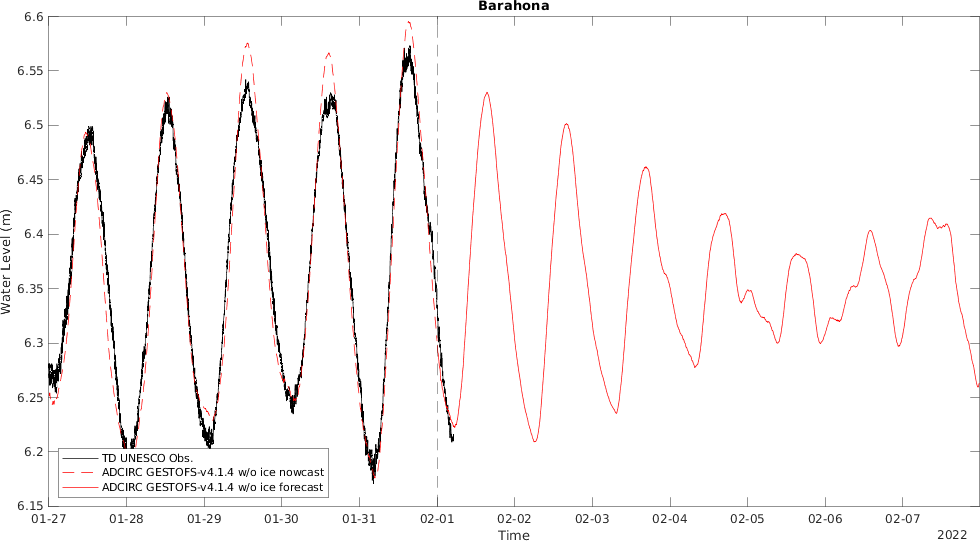 Barahona
6.6
6.55
6.5
6.45
6.4
6.35
6.3
6.25
6.2
6.15
Water Level (m)
TD UNESCO Obs.
ADCIRC GESTOFS-v4.1.4 w/o ice nowcast
ADCIRC GESTOFS-v4.1.4 w/o ice forecast
01-27 01-28 01-29 01-30 01-31 02-01 02-02 02-03 02-04 02-05 02-06 02-07
Time
2022